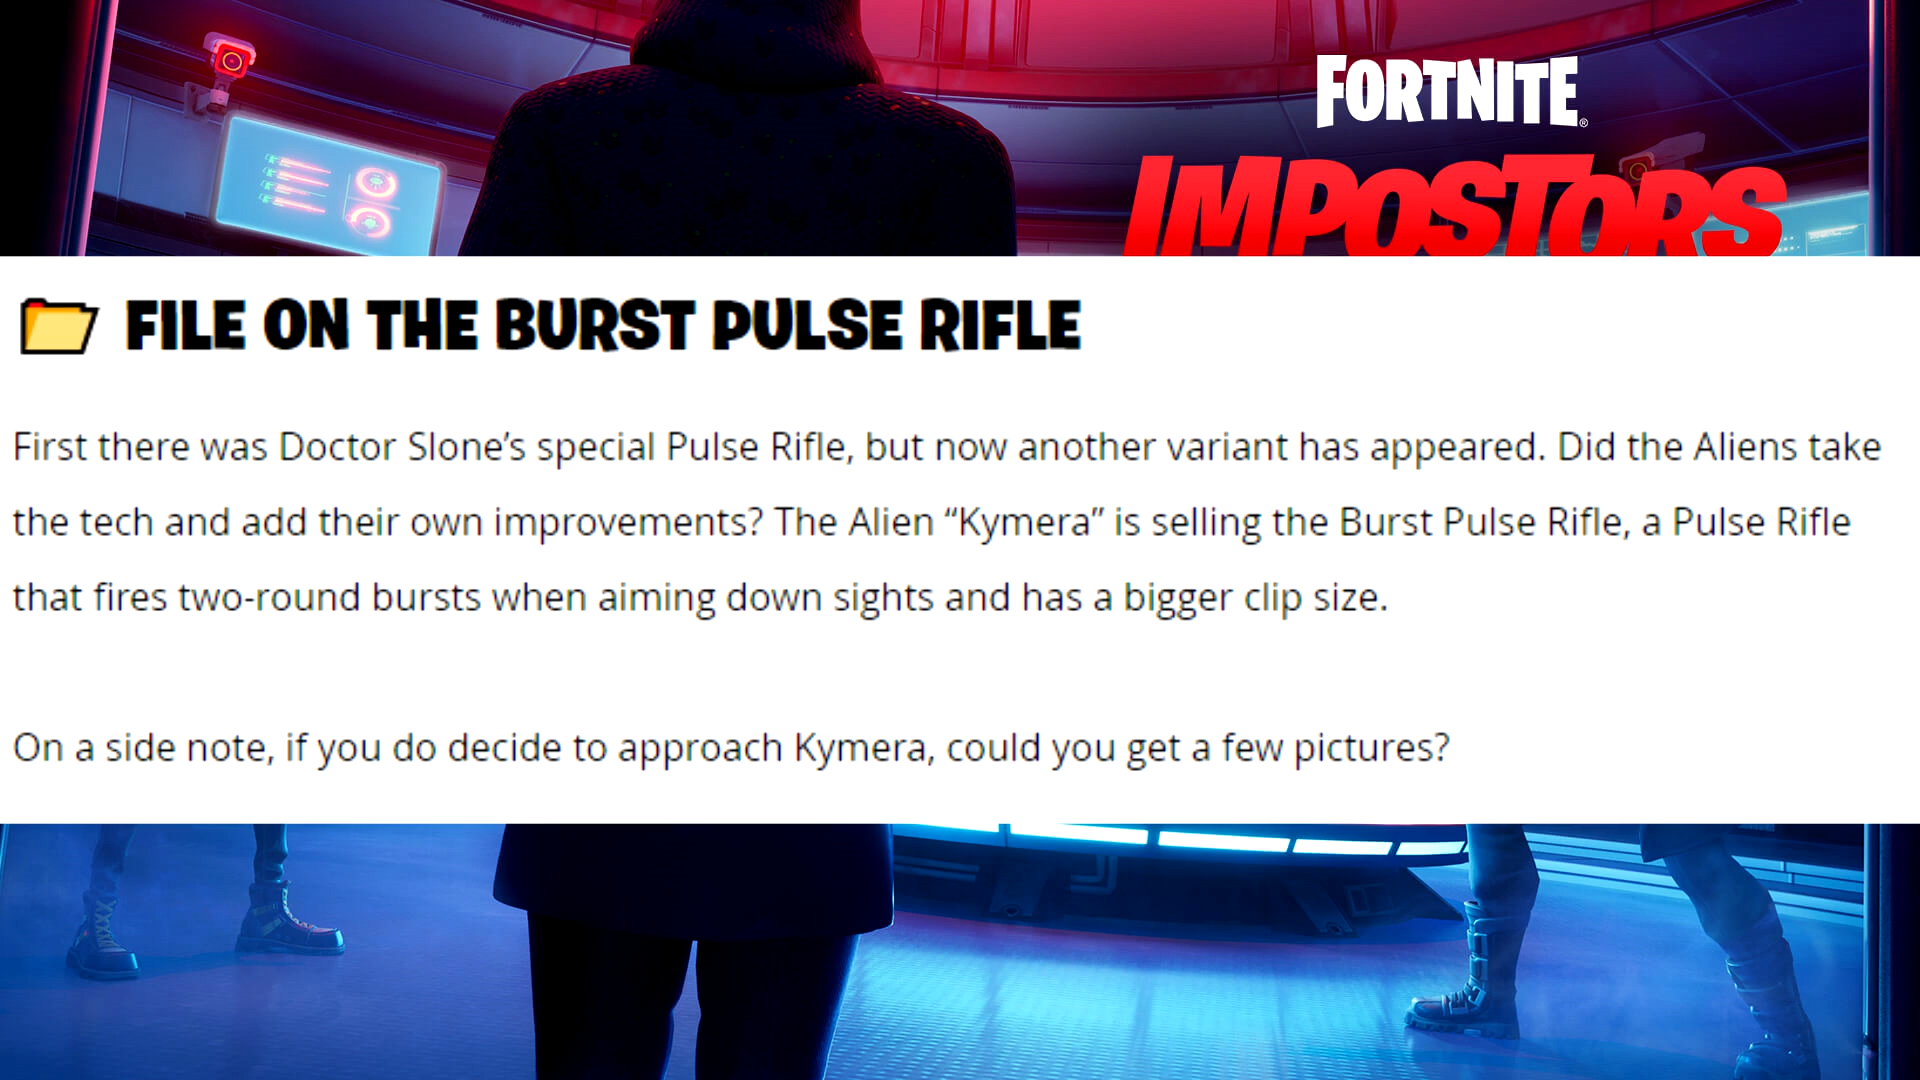 FORTNITE®
IMPOSTORS
FILE ON THE BURST PULSE RIFLE
First there was Doctor Slone’s special Pulse Rifle, but now another variant has appeared. Did the Aliens take
the tech and add their own improvements? The Alien “Kymera” is selling the Burst Pulse Rifle, a Pulse Rifle
that fires two-round bursts when aiming down sights and has a bigger clip size.
On a side note, if you do decide to approach Kymera, could you get a few pictures?